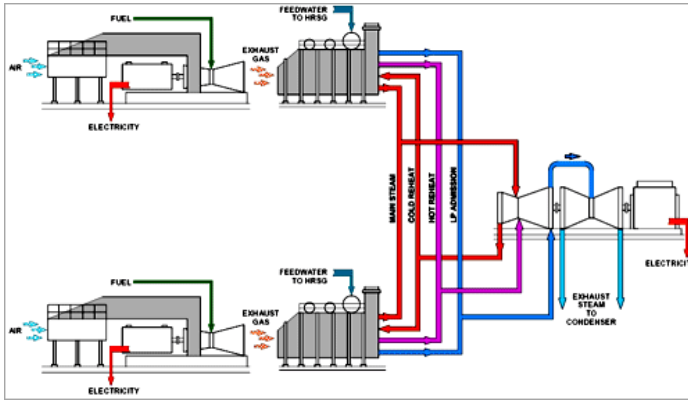 FUEL
FEEDWATER
TO HRSG
AIR
EXHAUST
GAS
ELECTRICITY
MAIN STEAM
COLD REHEAT
HOT REHEAT
LP ADMISSION
ELECTRICITY
EXHAUST
STEAM
TO
CONDENSER
FUEL
FEEDWATER
TO HRSG
AIR
EXHAUST
GAS
ELECTRICITY